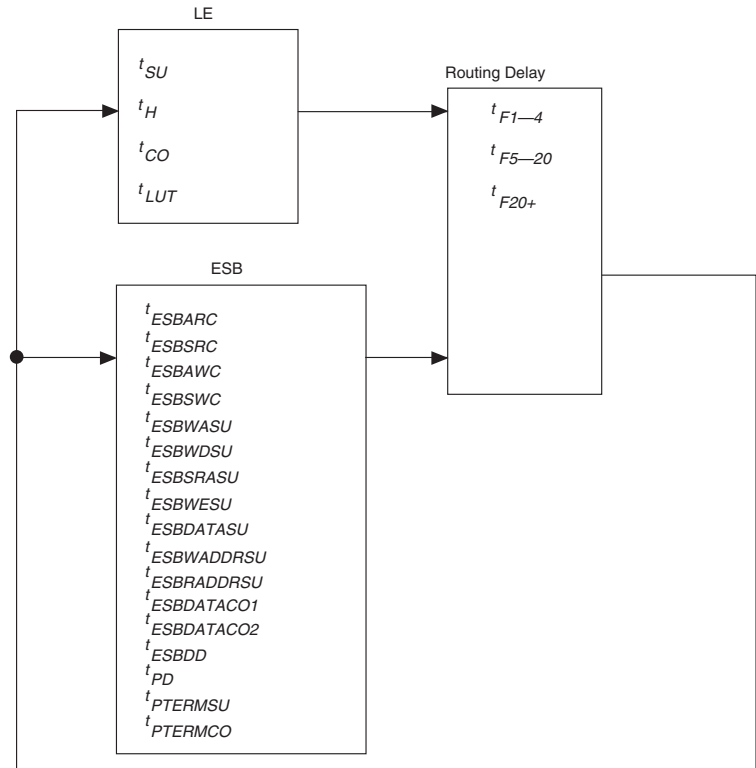 LE
tSU
tH
tCO
tLUT
Routing Delay
tF1—4
tF5—20
tF20+
ESB
tESBARC
tESBSRC
tESBAWC
tESBSWC
tESBWASU
tESBWDSU
tESBSRASU
tESBWESU
tESBDATASU
tESBWADDRSU
tESBRADDRSU
tESBDATACO1
tESBDATACO2
tESBDD
tPD
tPTERMSU
tPTERMCO